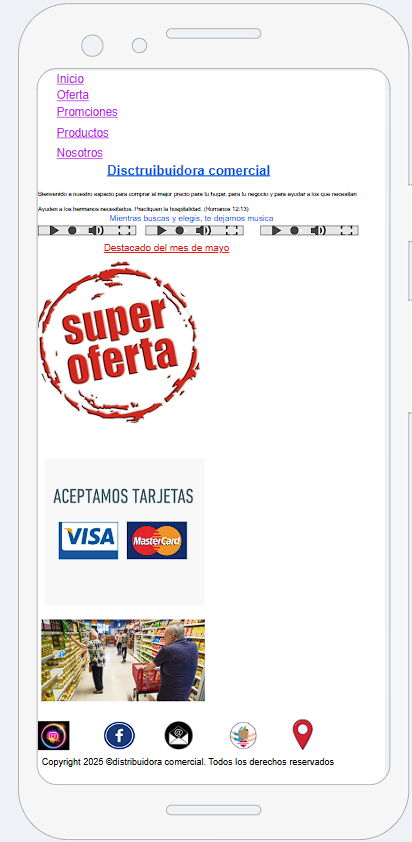 Inicio
Oferta
Promciones
Productos
Nosotros
Disctruibuidora comercial
Bienvenido a nuestro espacio para comprar al mejor precio para tu hugar, para tu negocio y para ayudar a los que necesitan
Ayuden a los hermanos necesitados. Practiquen la hospitalidad. (Romanos 12:13)
Mientras buscas y elegis, te dejamos musica
Destacado del mes de mayo
super
oferta
ACEPTAMOS TARJETAS
VISA MasterCard
Copyright 2025 ©distribuidora comercial. Todos los derechos reservados